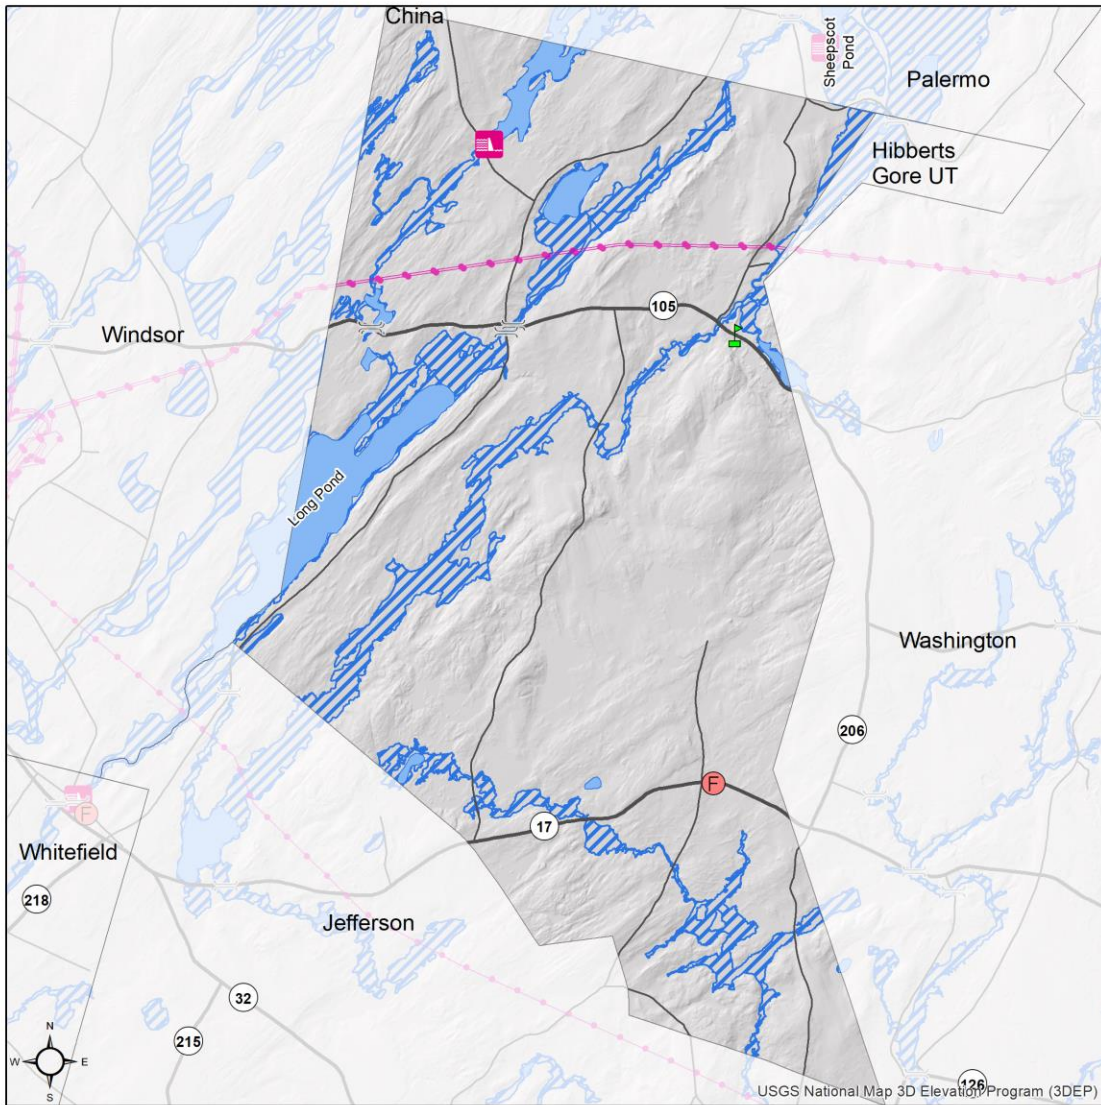 China
Sheepscot
Pond
Palermo
Hibberts
Gore UT
105
Windsor
Long Pond
Washington
206
F
F
17
Whitefield
218
Jefferson
32
215
N
W
E
S
126
USGS National Map 3D Elevation Program (3DEP)